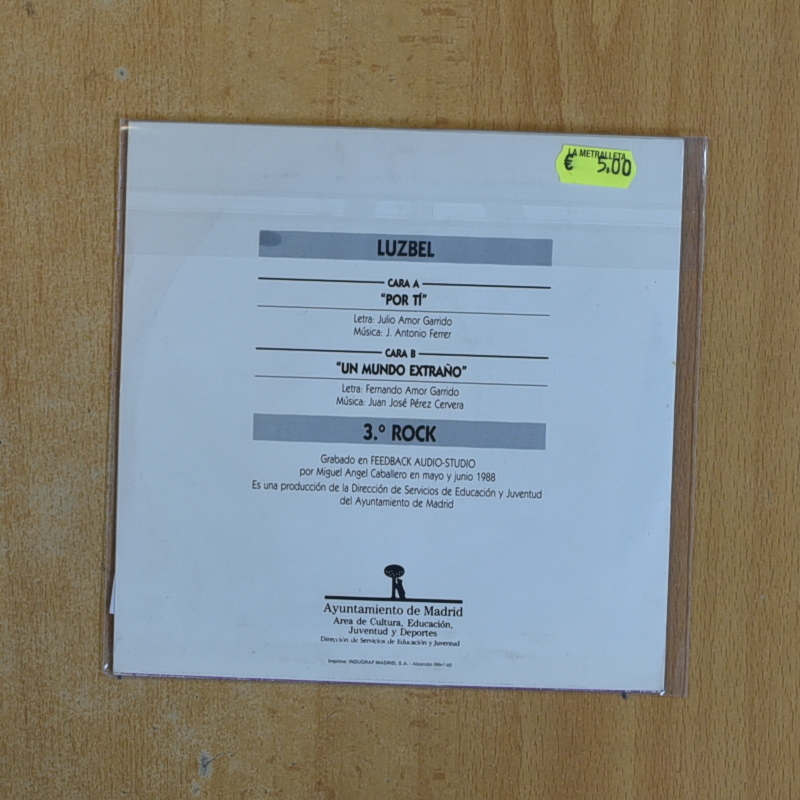 LA METRALLETA
€ 5,00
LUZBEL
CARA A
"POR TÍ"
Letra: Julio Amor Garrido
Música: J. Antonio Ferrer
CARA B
"UN MUNDO EXTRAÑO"
Letra: Fernando Amor Garrido
Música: Juan José Pérez Cervera
3.º ROCK
Grabado en FEEDBACK AUDIO-STUDIO
por Miguel Angel Caballero en mayo y junio 1988
Es una producción de la Dirección de Servicios de Educación y Juventud
del Ayuntamiento de Madrid
Ayuntamiento de Madrid
Area de Cultura, Educación,
Juventud y Deportes
Dirección de Servicios de Educación y Juventud
Imprime: INDUGRAF MADRID, S.A. -